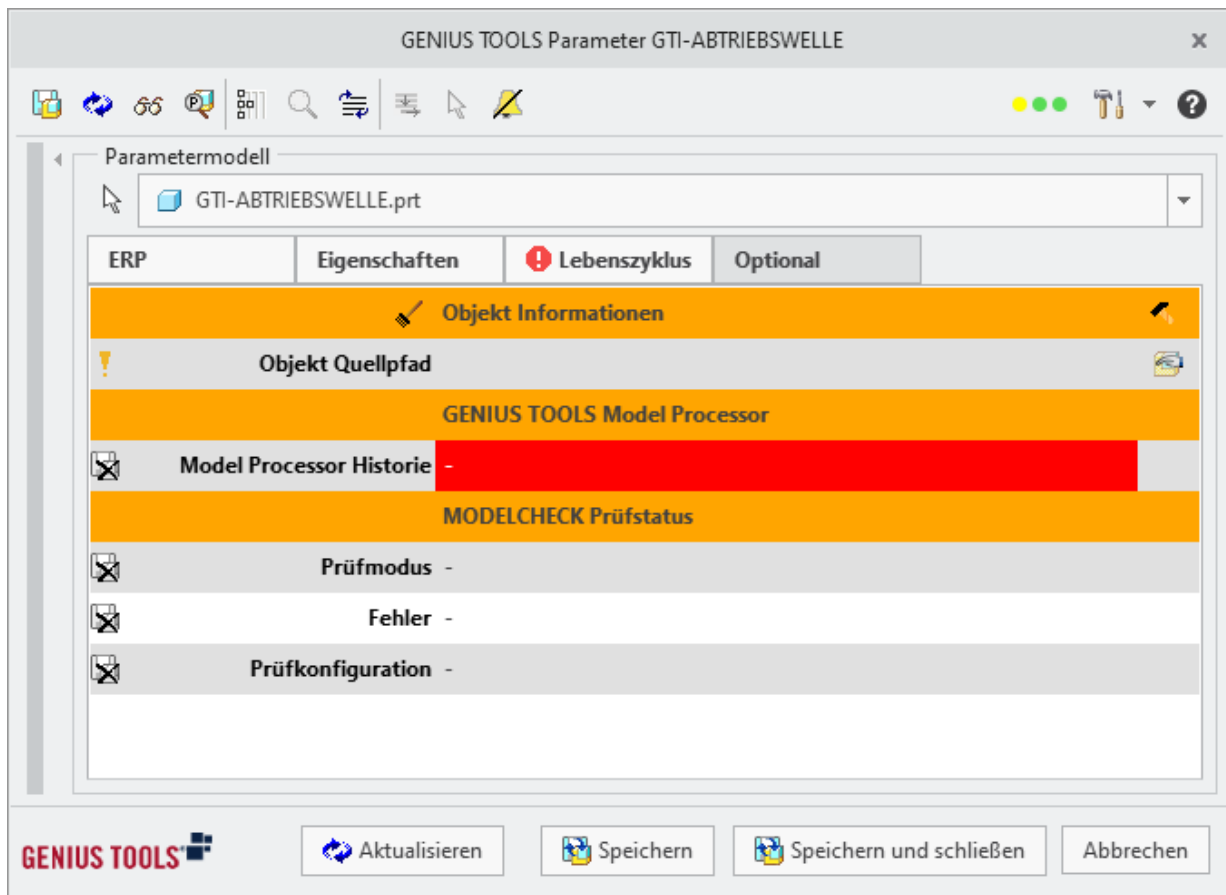 GENIUS TOOLS Parameter GTI-ABTRIEBSWELLE
Parametermodell
GTI-ABTRIEBSWELLE.prt
ERP Eigenschaften Lebenszyklus Optional
Objekt Informationen
Objekt Quellpfad
GENIUS TOOLS Model Processor
Model Processor Historie -
MODELCHECK Prüfstatus
Prüfmodus -
Fehler -
Prüfkonfiguration -
GENIUS TOOLS Aktualisieren Speichern Speichern und schließen Abbrechen